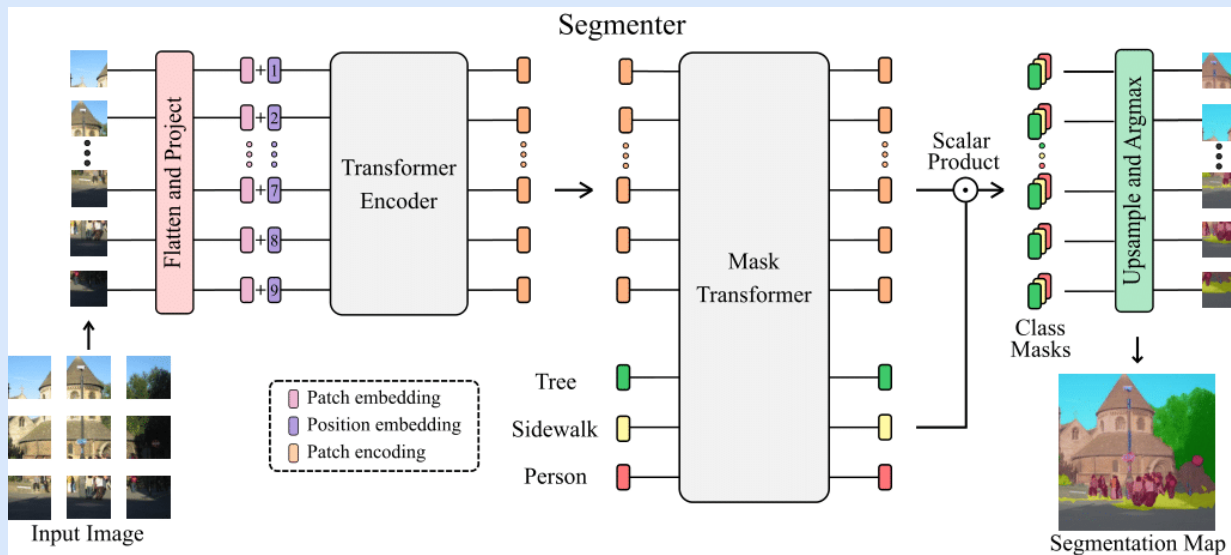 Segmenter
Flatten and Project
+ 1
+ 2
+ 7
+ 8
+ 9
Transformer
Encoder
Mask
Transformer
Scalar
Product
Class
Masks
Upsample and Argmax
Tree
Sidewalk
Person
Patch embedding
Position embedding
Patch encoding
Input Image
Segmentation Map